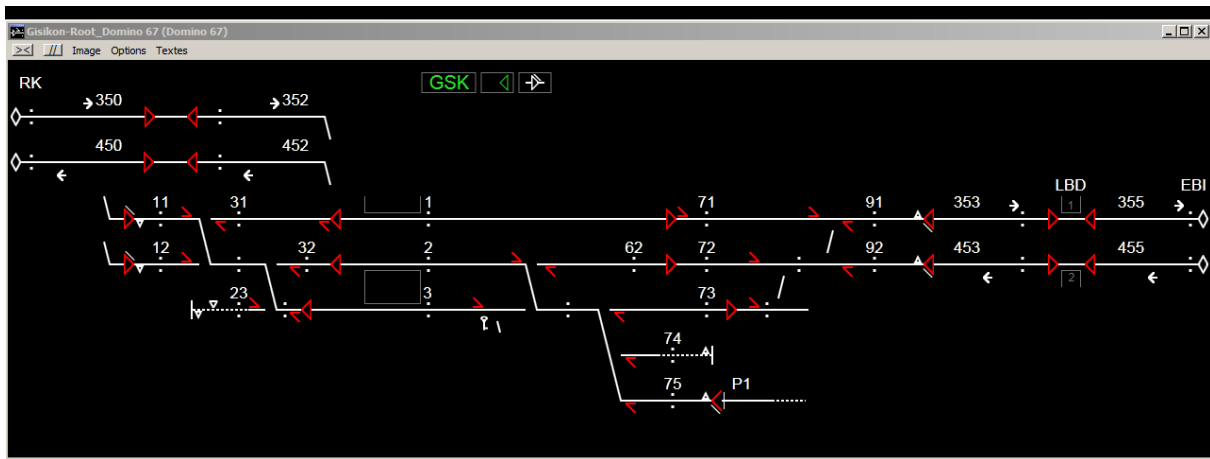 Gisikon-Root_Domino 67 (Domino 67)
>< // Image Options Textes
RK GSK
350 352
450 452
LBD EBI
11 31 1 71 91 353 1 355
12 32 2 62 72 92 453 2 455
23 3 73
74
75 P1